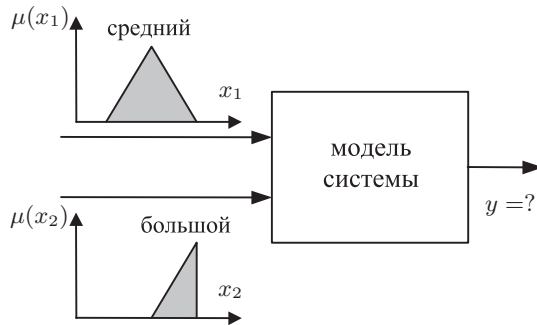 μ(x₁)
средний
x₁
модель
системы
y =?
μ(x₂)
большой
x₂